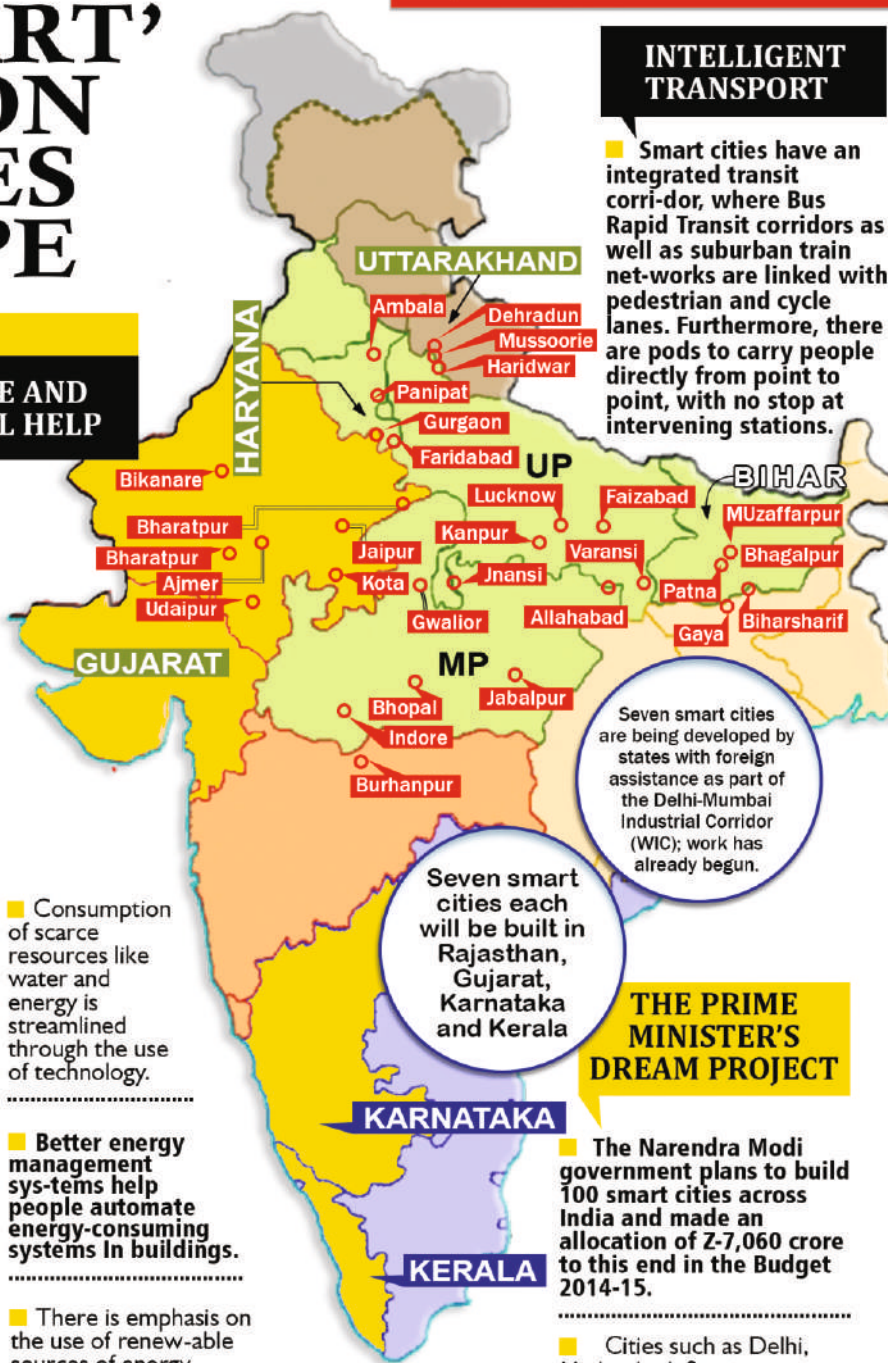 ART’
ON
ES
PE
E AND
L HELP
INTELLIGENT
TRANSPORT
Smart cities have an
integrated transit
corri-dor, where Bus
Rapid Transit corridors as
well as suburban train
net-works are linked with
pedestrian and cycle
lanes. Furthermore, there
are pods to carry people
directly from point to
point, with no stop at
intervening stations.
UTTARAKHAND
HARYANA
Ambala
Dehradun
Mussoorie
Haridwar
Panipat
Gurgaon
Faridabad
UP
BIHAR
Bikanare
Lucknow
Faizabad
MUzaffarpur
Bharatpur
Kanpur
Varansi
Bhagalpur
Bharatpur
Jaipur
Ajmer
Kota
Jnansi
Patna
Udaipur
Gwalior
Allahabad
Biharsharif
Gaya
GUJARAT
MP
Bhopal
Jabalpur
Indore
Burhanpur
Seven smart cities
are being developed by
states with foreign
assistance as part of
the Delhi-Mumbai
Industrial Corridor
(WIC); work has
already begun.
Seven smart
cities each
will be built in
Rajasthan,
Gujarat,
Karnataka
and Kerala
Consumption
of scarce
resources like
water and
energy is
streamlined
through the use
of technology.
Better energy
management
sys-tems help
people automate
energy-consuming
systems In buildings.
There is emphasis on
the use of renew-able
sources of energy
KARNATAKA
KERALA
THE PRIME
MINISTER’S
DREAM PROJECT
The Narendra Modi
government plans to build
100 smart cities across
India and made an
allocation of Z-7,060 crore
to this end in the Budget
2014-15.
Cities such as Delhi,